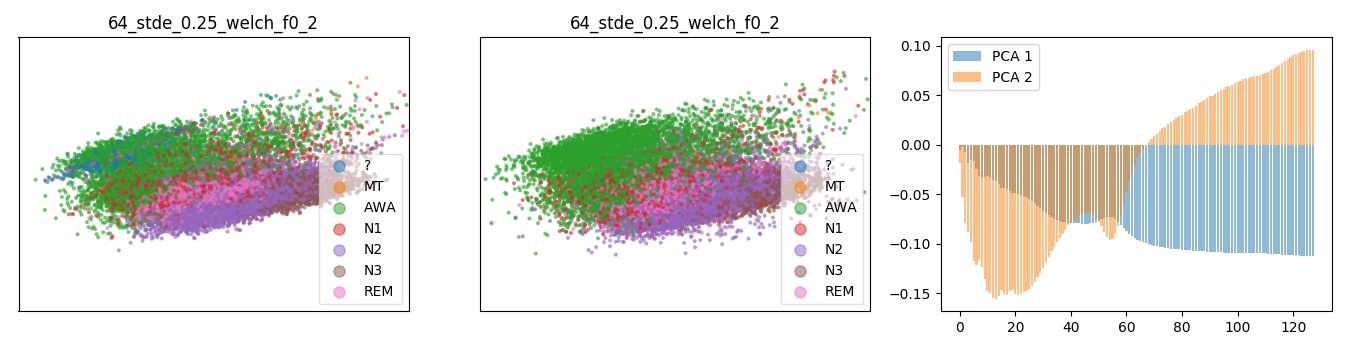 64_stde_0.25_welch_f0_2
?
MT
AWA
N1
N2
N3
REM
64_stde_0.25_welch_f0_2
?
MT
AWA
N1
N2
N3
REM
PCA 1
PCA 2
0.10
0.05
0.00
−0.05
−0.10
−0.15
0 20 40 60 80 100 120